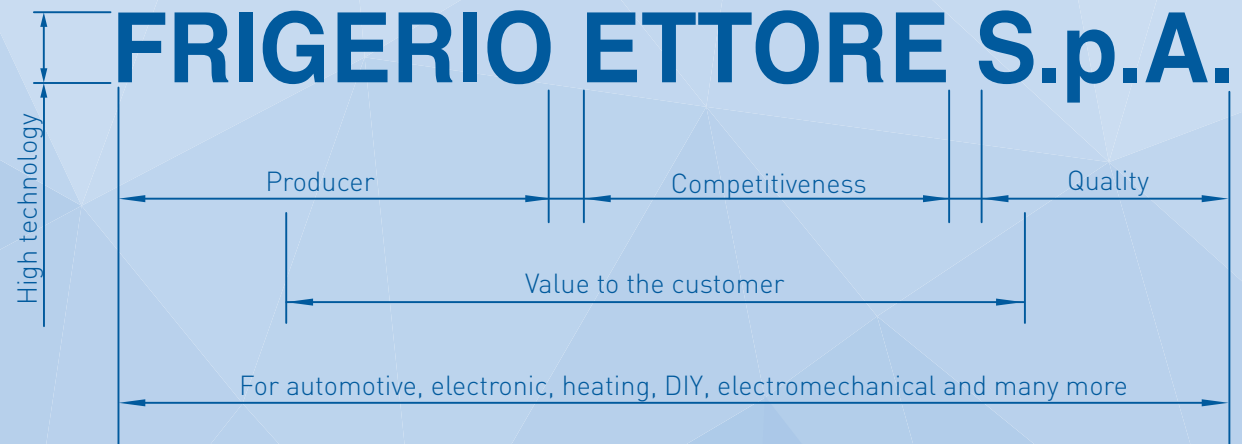 FRIGERIO ETTORE S.p.A.
High technology
Producer
Competitiveness
Quality
Value to the customer
For automotive, electronic, heating, DIY, electromechanical and many more